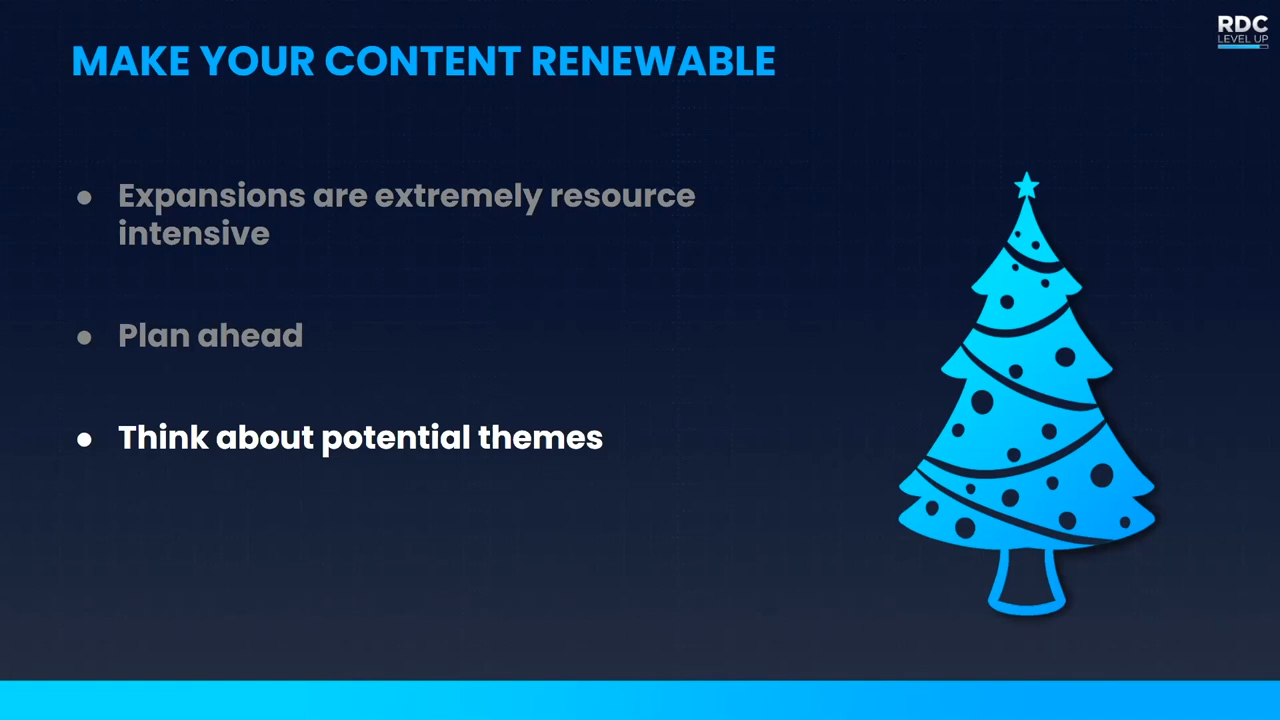 RDC
LEVEL UP
MAKE YOUR CONTENT RENEWABLE
● Expansions are extremely resource
intensive
● Plan ahead
● Think about potential themes